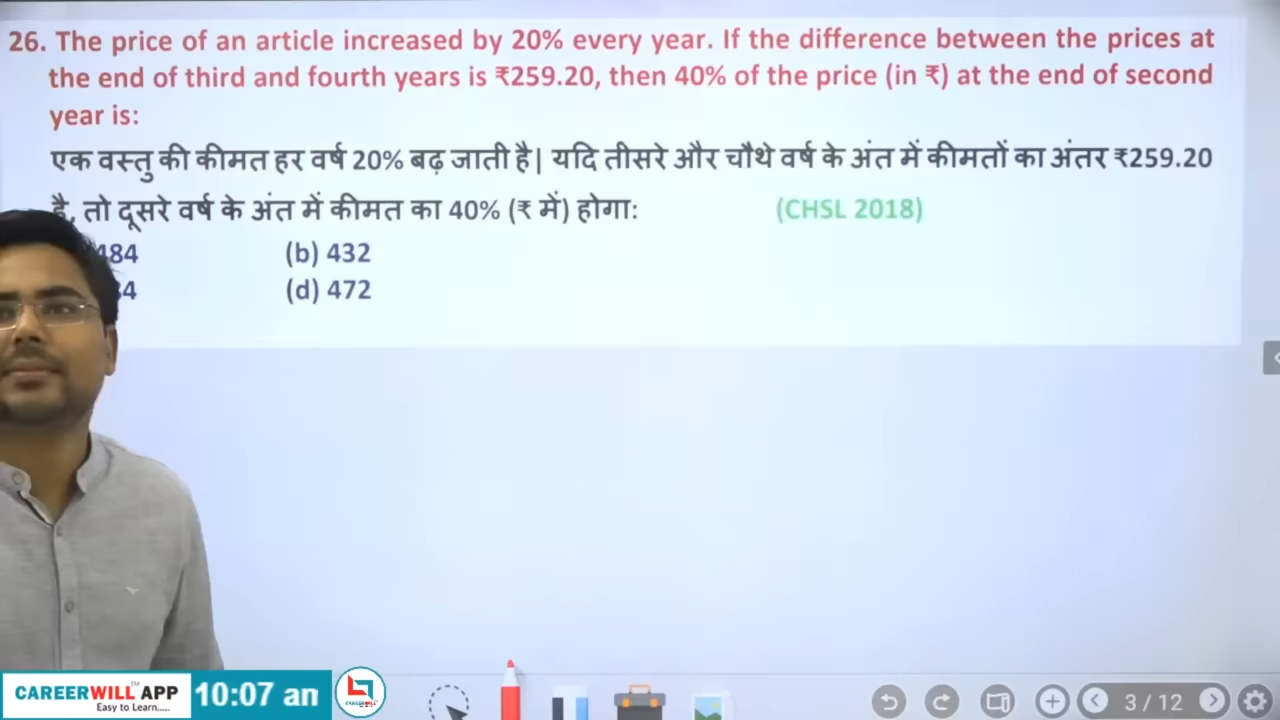 26. The price of an article increased by 20% every year. If the difference between the prices at
the end of third and fourth years is ₹259.20, then 40% of the price (in ₹) at the end of second
year is:
एक वस्तु की कीमत हर वर्ष 20% बढ़ जाती है| यदि तीसरे और चौथे वर्ष के अंत में कीमतों का अंतर ₹259.20
है, तो दूसरे वर्ष के अंत में कीमत का 40% (₹ में) होगा: (CHSL 2018)
484 (b) 432
(d) 472
CAREERWILL™ APP
Easy to Learn.....
10:07 an
CAREERWILL
3 / 12